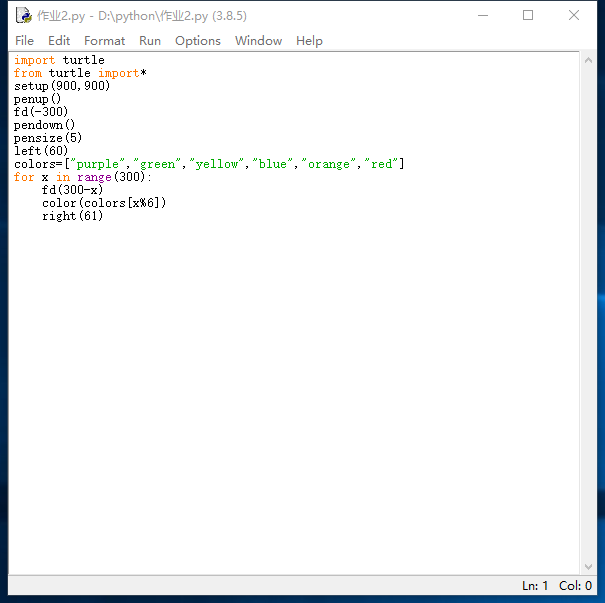 作业2.py - D:\python\作业2.py (3.8.5)
File Edit Format Run Options Window Help
import turtle
from turtle import*
setup(900,900)
penup()
fd(-300)
pendown()
pensize(5)
left(60)
colors=["purple","green","yellow","blue","orange","red"]
for x in range(300):
    fd(300-x)
    color(colors[x%6])
    right(61)
Ln: 1 Col: 0